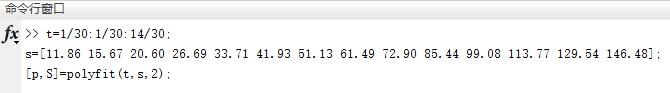 命令行窗口
fx >> t=1/30:1/30:14/30;
s=[11.86 15.67 20.60 26.69 33.71 41.93 51.13 61.49 72.90 85.44 99.08 113.77 129.54 146.48];
[p,S]=polyfit(t,s,2);